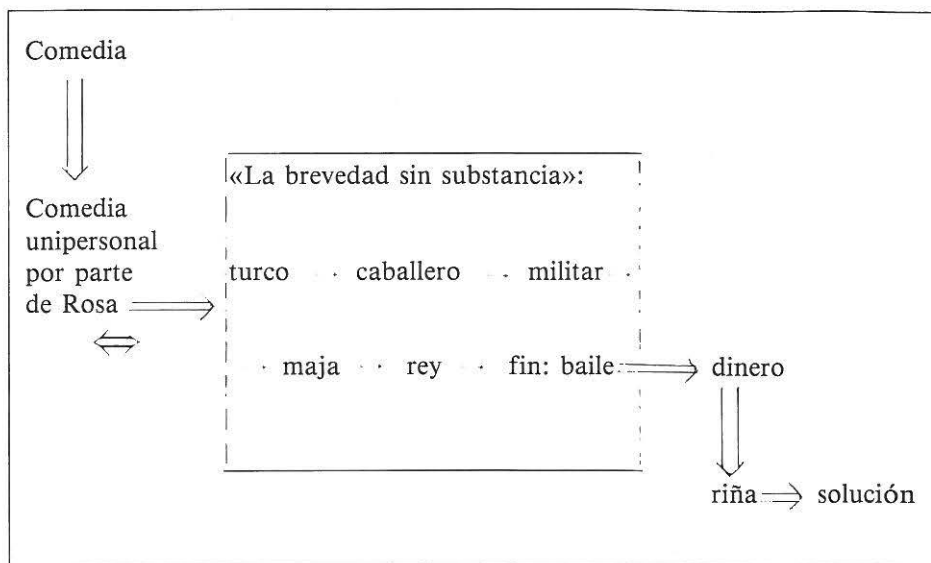 Comedia
«La brevedad sin substancia»:
Comedia
unipersonal
por parte
de Rosa
turco · caballero · militar ·
· maja · rey · fin: baile
dinero
riña
solución